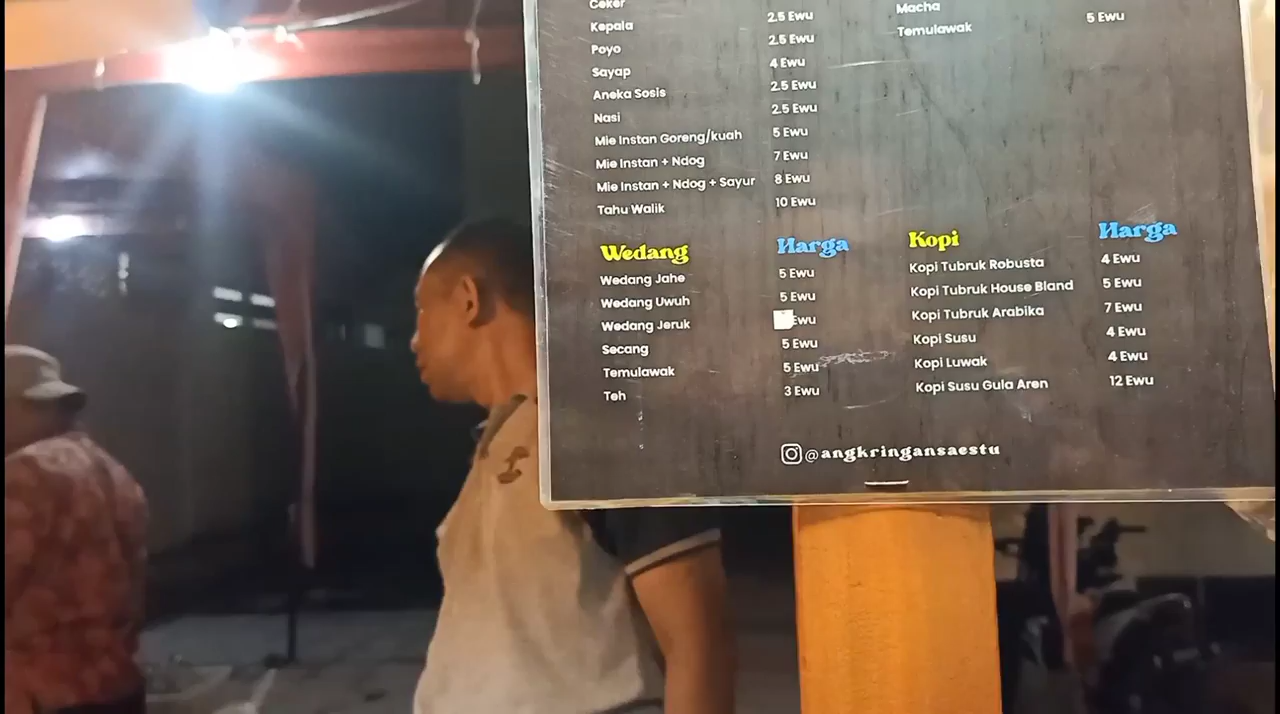 Ceker
Kepala 2.5 Ewu
Poyo 2.5 Ewu
Sayap 4 Ewu
Aneka Sosis 2.5 Ewu
Nasi 2.5 Ewu
Mie Instan Goreng/kuah 5 Ewu
Mie Instan + Ndog 7 Ewu
Mie Instan + Ndog + Sayur 8 Ewu
Tahu Walik 10 Ewu
Macha
Temulawak 5 Ewu
Wedang Harga
Wedang Jahe 5 Ewu
Wedang Uwuh 5 Ewu
Wedang Jeruk Ewu
Secang 5 Ewu
Temulawak 5 Ewu
Teh 3 Ewu
Kopi Harga
Kopi Tubruk Robusta 4 Ewu
Kopi Tubruk House Bland 5 Ewu
Kopi Tubruk Arabika 7 Ewu
Kopi Susu 4 Ewu
Kopi Luwak 4 Ewu
Kopi Susu Gula Aren 12 Ewu
@angkringansaestu